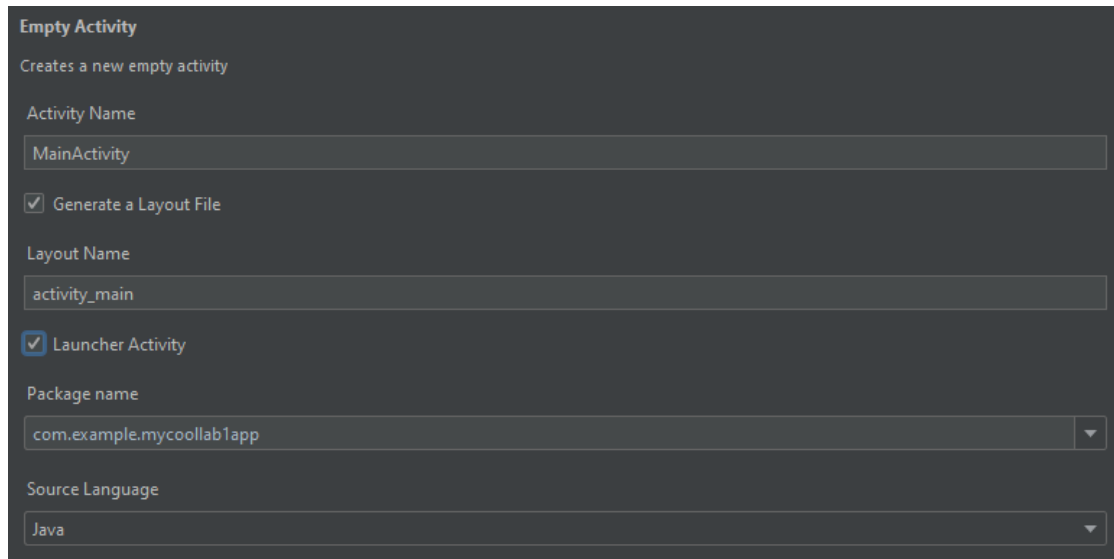 Empty Activity
Creates a new empty activity
Activity Name
MainActivity
Generate a Layout File
Layout Name
activity_main
Launcher Activity
Package name
com.example.mycoollab1app
Source Language
Java